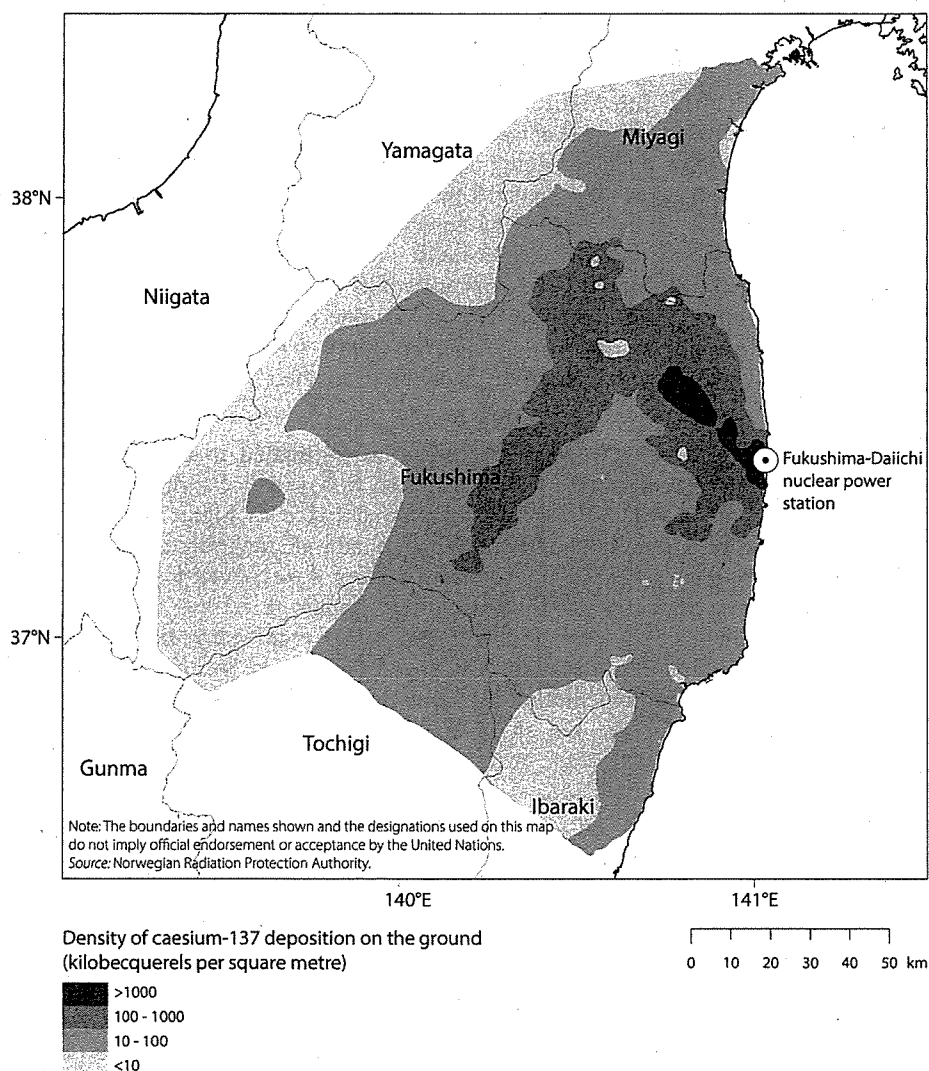 Yamagata
Miyagi
38°N
Niigata
Fukushima-Daiichi
nuclear power
station
Fukushima
37°N
Tochigi
Gunma
Ibaraki
Note: The boundaries and names shown and the designations used on this map
do not imply official endorsement or acceptance by the United Nations.
Source: Norwegian Radiation Protection Authority.
140°E
141°E
Density of caesium-137 deposition on the ground
(kilobecquerels per square metre)
0 10 20 30 40 50 km
>1000
100 - 1000
10 - 100
<10